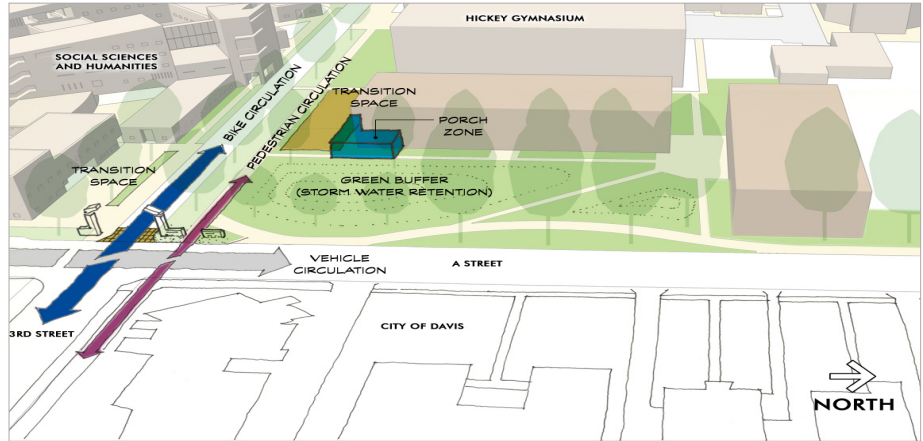 HICKEY GYMNASIUM
SOCIAL SCIENCES
AND HUMANITIES
BIKE CIRCULATION
PEDESTRIAN CIRCULATION
TRANSITION
SPACE
PORCH
ZONE
TRANSITION
SPACE
GREEN BUFFER
(STORM WATER RETENTION)
VEHICLE
CIRCULATION
A STREET
3RD STREET
CITY OF DAVIS
NORTH